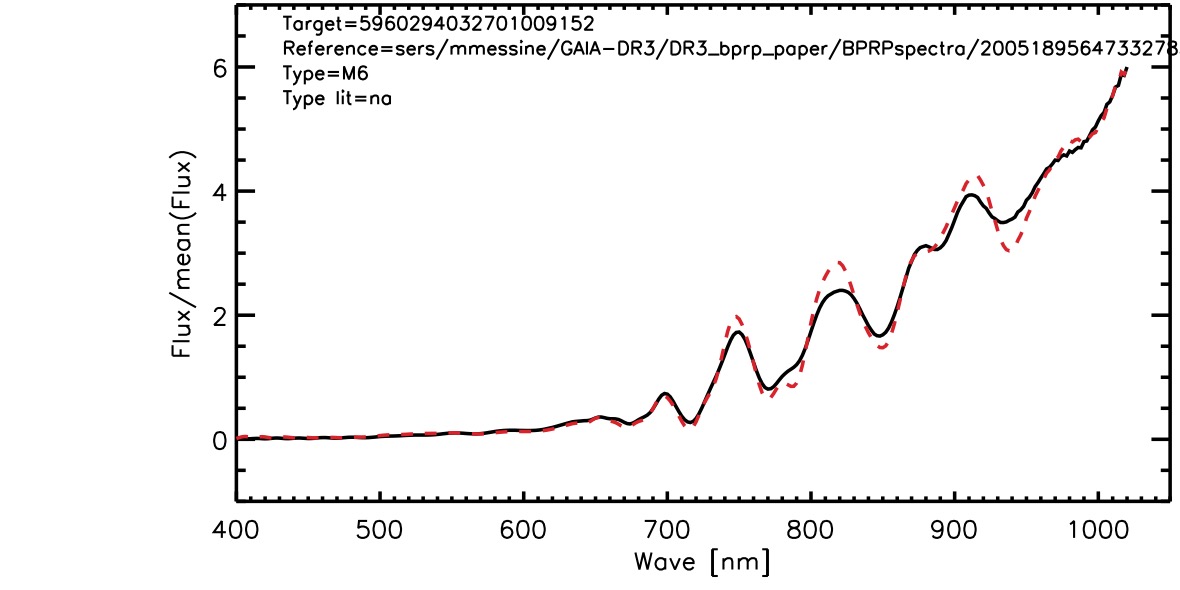 Target=5960294032701009152
Reference=sers/mmessine/GAIA-DR3/DR3_bprp_paper/BPRPspectra/2005189564733278
Type=M6
Type lit=na
6
4
2
0
Flux/mean(Flux)
400 500 600 700 800 900 1000
Wave [nm]